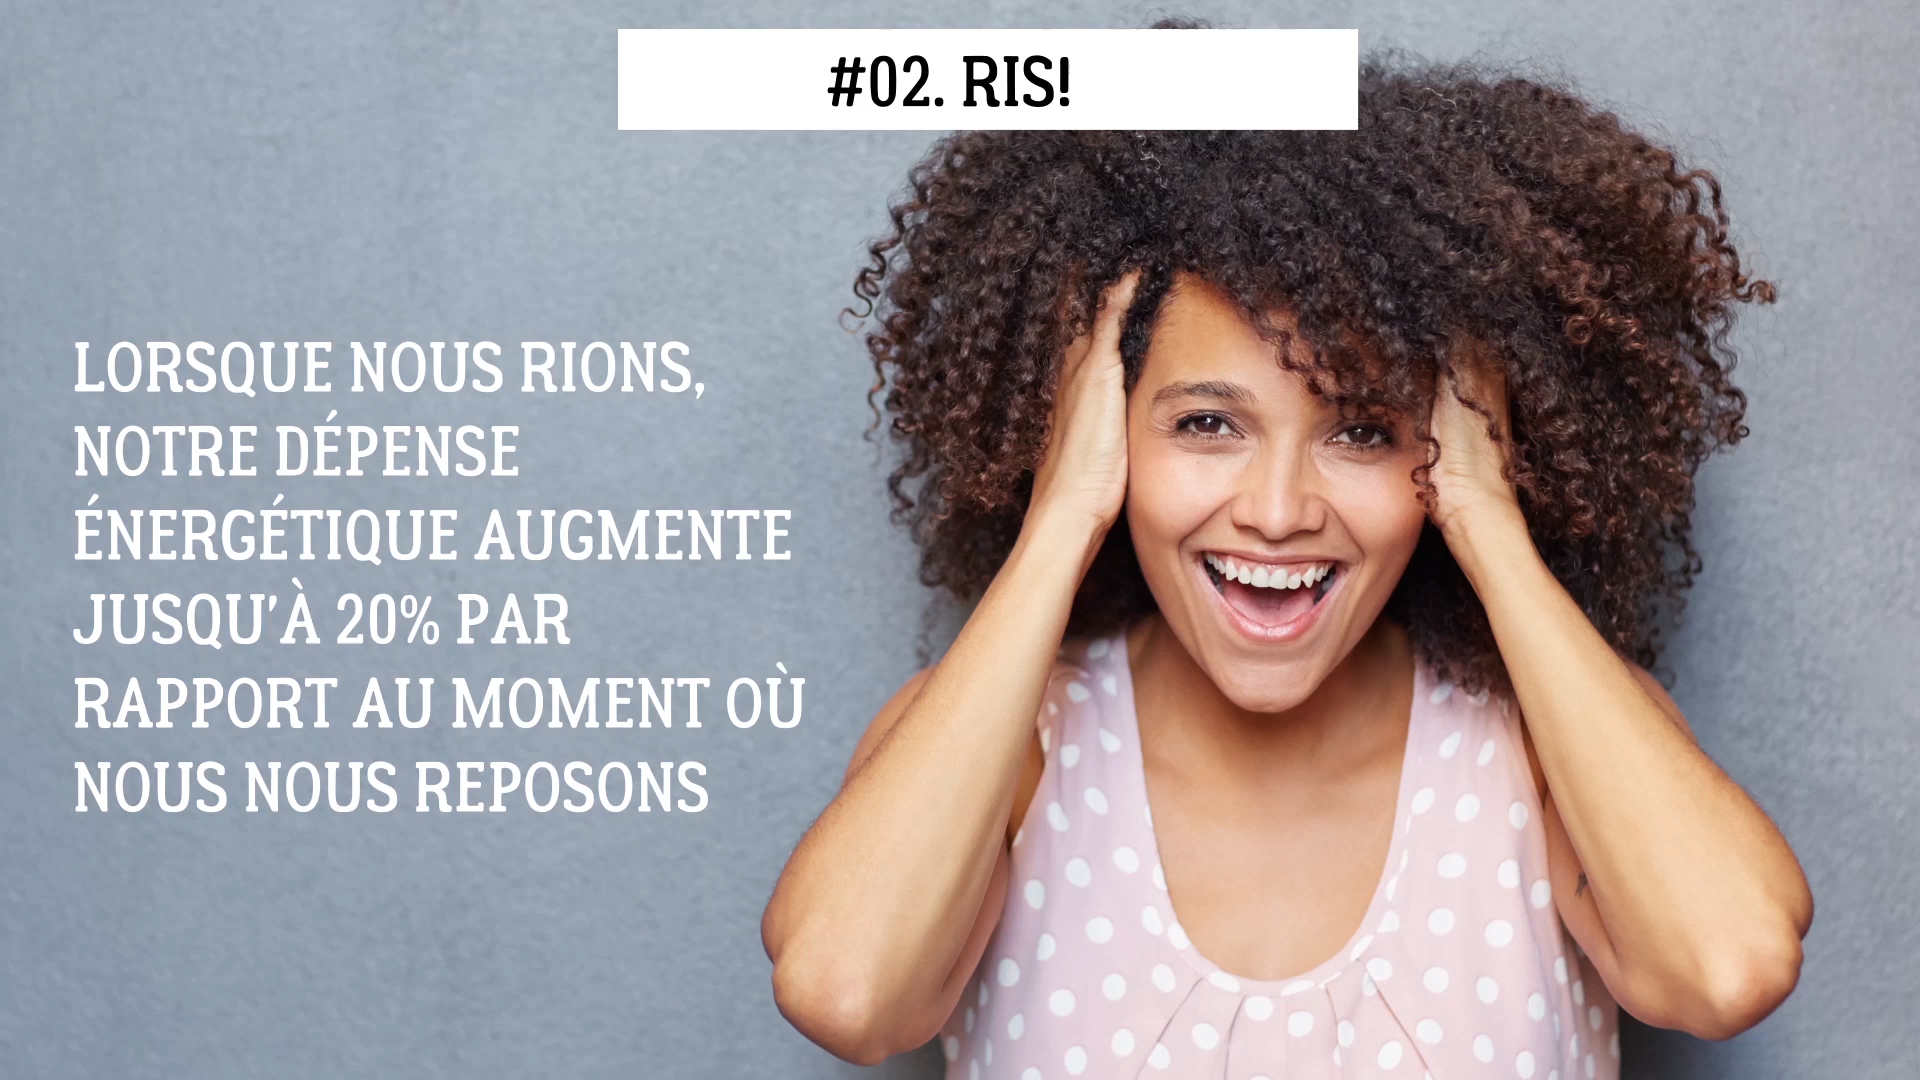 #02. RIS!
LORSQUE NOUS RIONS,
NOTRE DÉPENSE
ÉNERGÉTIQUE AUGMENTE
JUSQU'À 20% PAR
RAPPORT AU MOMENT OÙ
NOUS NOUS REPOSONS